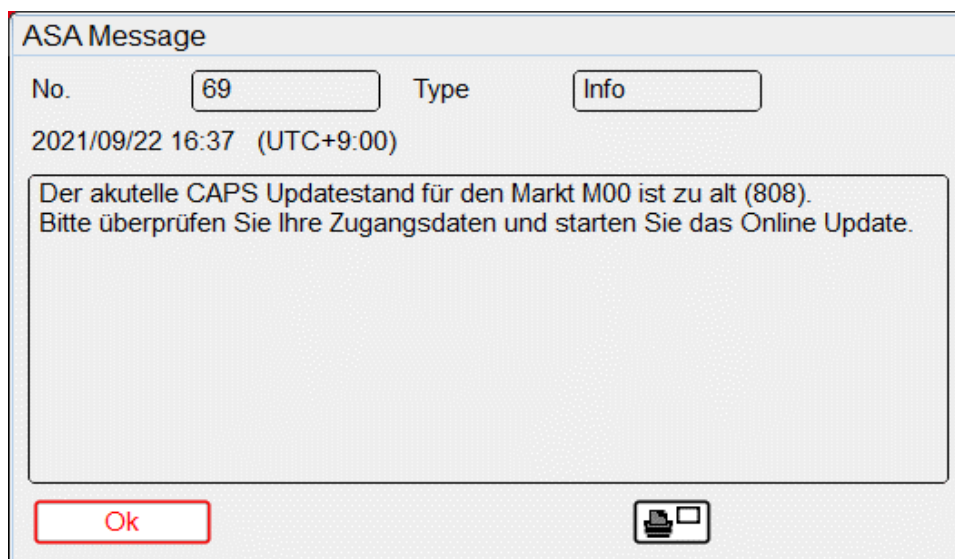 ASA Message
No. 69 Type Info
2021/09/22 16:37 (UTC+9:00)
Der akutelle CAPS Updatestand für den Markt M00 ist zu alt (808).
Bitte überprüfen Sie Ihre Zugangsdaten und starten Sie das Online Update.
Ok